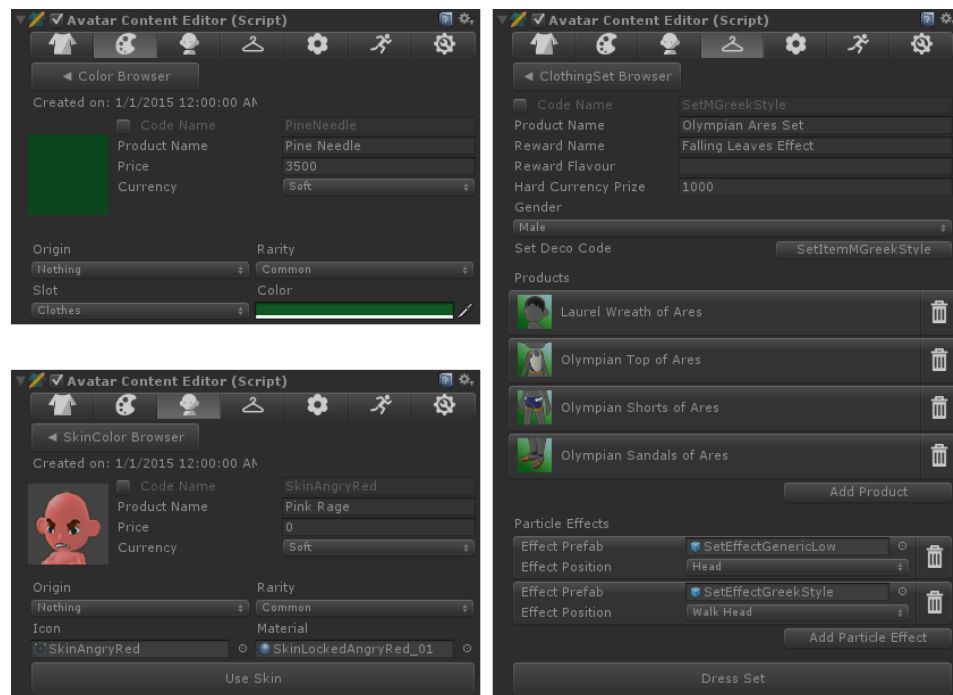 Avatar Content Editor (Script)
Color Browser
Created on: 1/1/2015 12:00:00 AM
Code Name PineNeedle
Product Name Pine Needle
Price 3500
Currency Soft
Origin Rarity
Nothing Common
Slot Color
Clothes
Avatar Content Editor (Script)
SkinColor Browser
Created on: 1/1/2015 12:00:00 AM
Code Name SkinAngryRed
Product Name Pink Rage
Price 0
Currency Soft
Origin Rarity
Nothing Common
Icon Material
SkinAngryRed SkinLockedAngryRed_01
Use Skin
Avatar Content Editor (Script)
ClothingSet Browser
Code Name SetMGreekStyle
Product Name Olympian Ares Set
Reward Name Falling Leaves Effect
Reward Flavour
Hard Currency Prize 1000
Gender
Male
Set Deco Code SetItemMGreekStyle
Products
Laurel Wreath of Ares
Olympian Top of Ares
Olympian Shorts of Ares
Olympian Sandals of Ares
Add Product
Particle Effects
Effect Prefab SetEffectGenericLow
Effect Position Head
Effect Prefab SetEffectGreekStyle
Effect Position Walk Head
Add Particle Effect
Dress Set